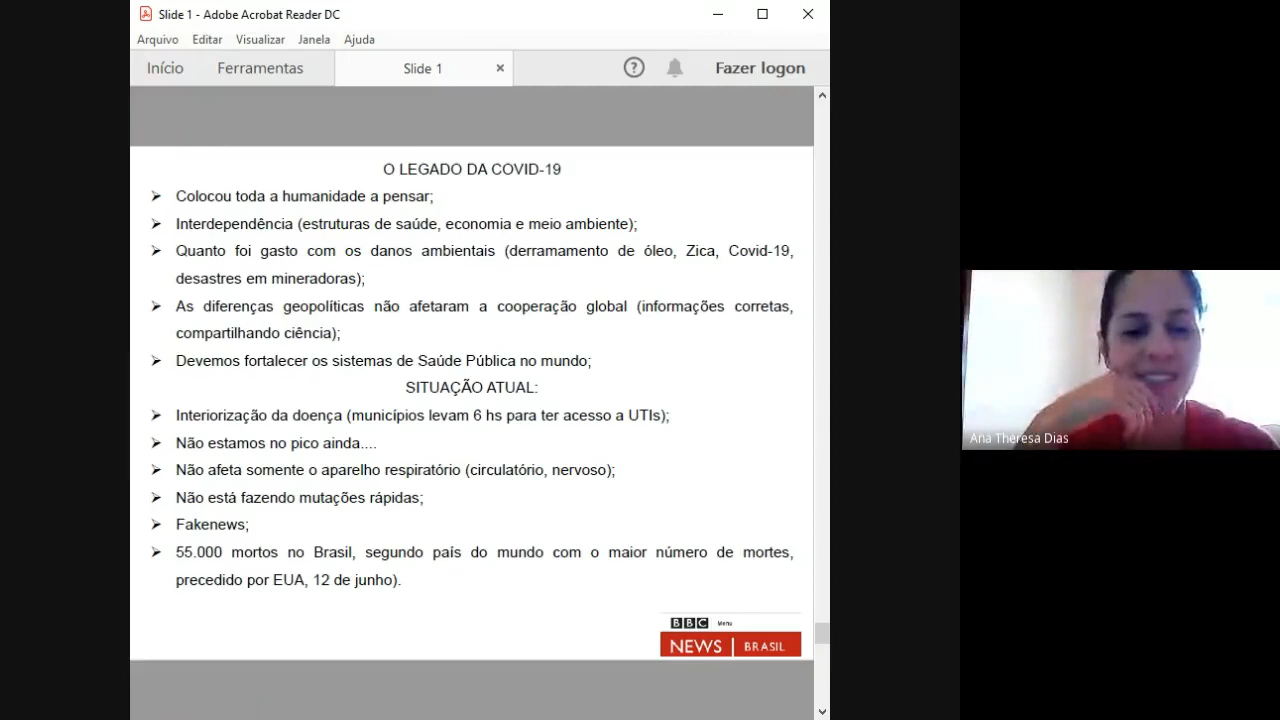 Slide 1 - Adobe Acrobat Reader DC
Arquivo Editar Visualizar Janela Ajuda
Início Ferramentas Slide 1 Fazer logon
O LEGADO DA COVID-19
Colocou toda a humanidade a pensar;
Interdependência (estruturas de saúde, economia e meio ambiente);
Quanto foi gasto com os danos ambientais (derramamento de óleo, Zica, Covid-19,
desastres em mineradoras);
As diferenças geopolíticas não afetaram a cooperação global (informações corretas,
compartilhando ciência);
Devemos fortalecer os sistemas de Saúde Pública no mundo;
SITUAÇÃO ATUAL:
Interiorização da doença (municípios levam 6 hs para ter acesso a UTIs);
Não estamos no pico ainda....
Não afeta somente o aparelho respiratório (circulatório, nervoso);
Não está fazendo mutações rápidas;
Fakenews;
55.000 mortos no Brasil, segundo país do mundo com o maior número de mortes,
precedido por EUA, 12 de junho).
BBC Menu
NEWS BRASIL
Ana Theresa Dias